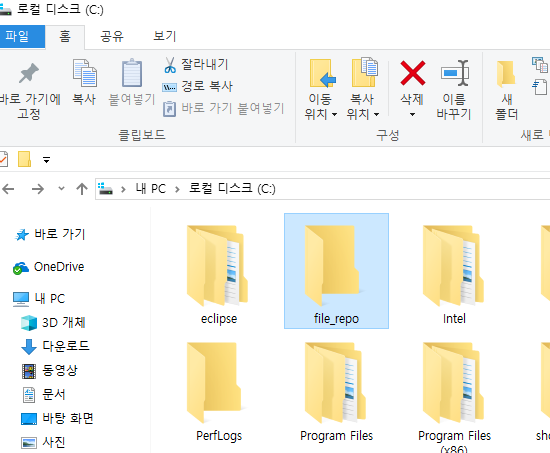 로컬 디스크 (C:)
파일 홈 공유 보기
바로 가기에
고정
복사
붙여넣기
잘라내기
경로 복사
바로 가기 붙여넣기
클립보드
이동
위치
복사
위치
삭제
이름
바꾸기
구성
새
폴더
새로
내 PC > 로컬 디스크 (C:)
바로 가기
OneDrive
내 PC
3D 개체
다운로드
동영상
문서
바탕 화면
사진
eclipse
file_repo
Intel
PerfLogs
Program Files
Program Files
(x86)